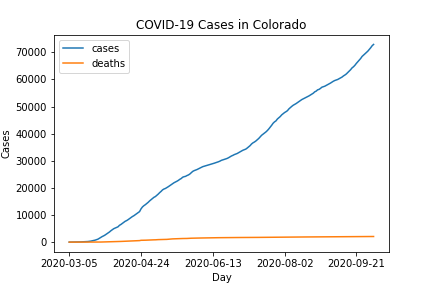 COVID-19 Cases in Colorado
cases
deaths
70000
60000
50000
40000
30000
20000
10000
0
Cases
2020-03-05 2020-04-24 2020-06-13 2020-08-02 2020-09-21
Day